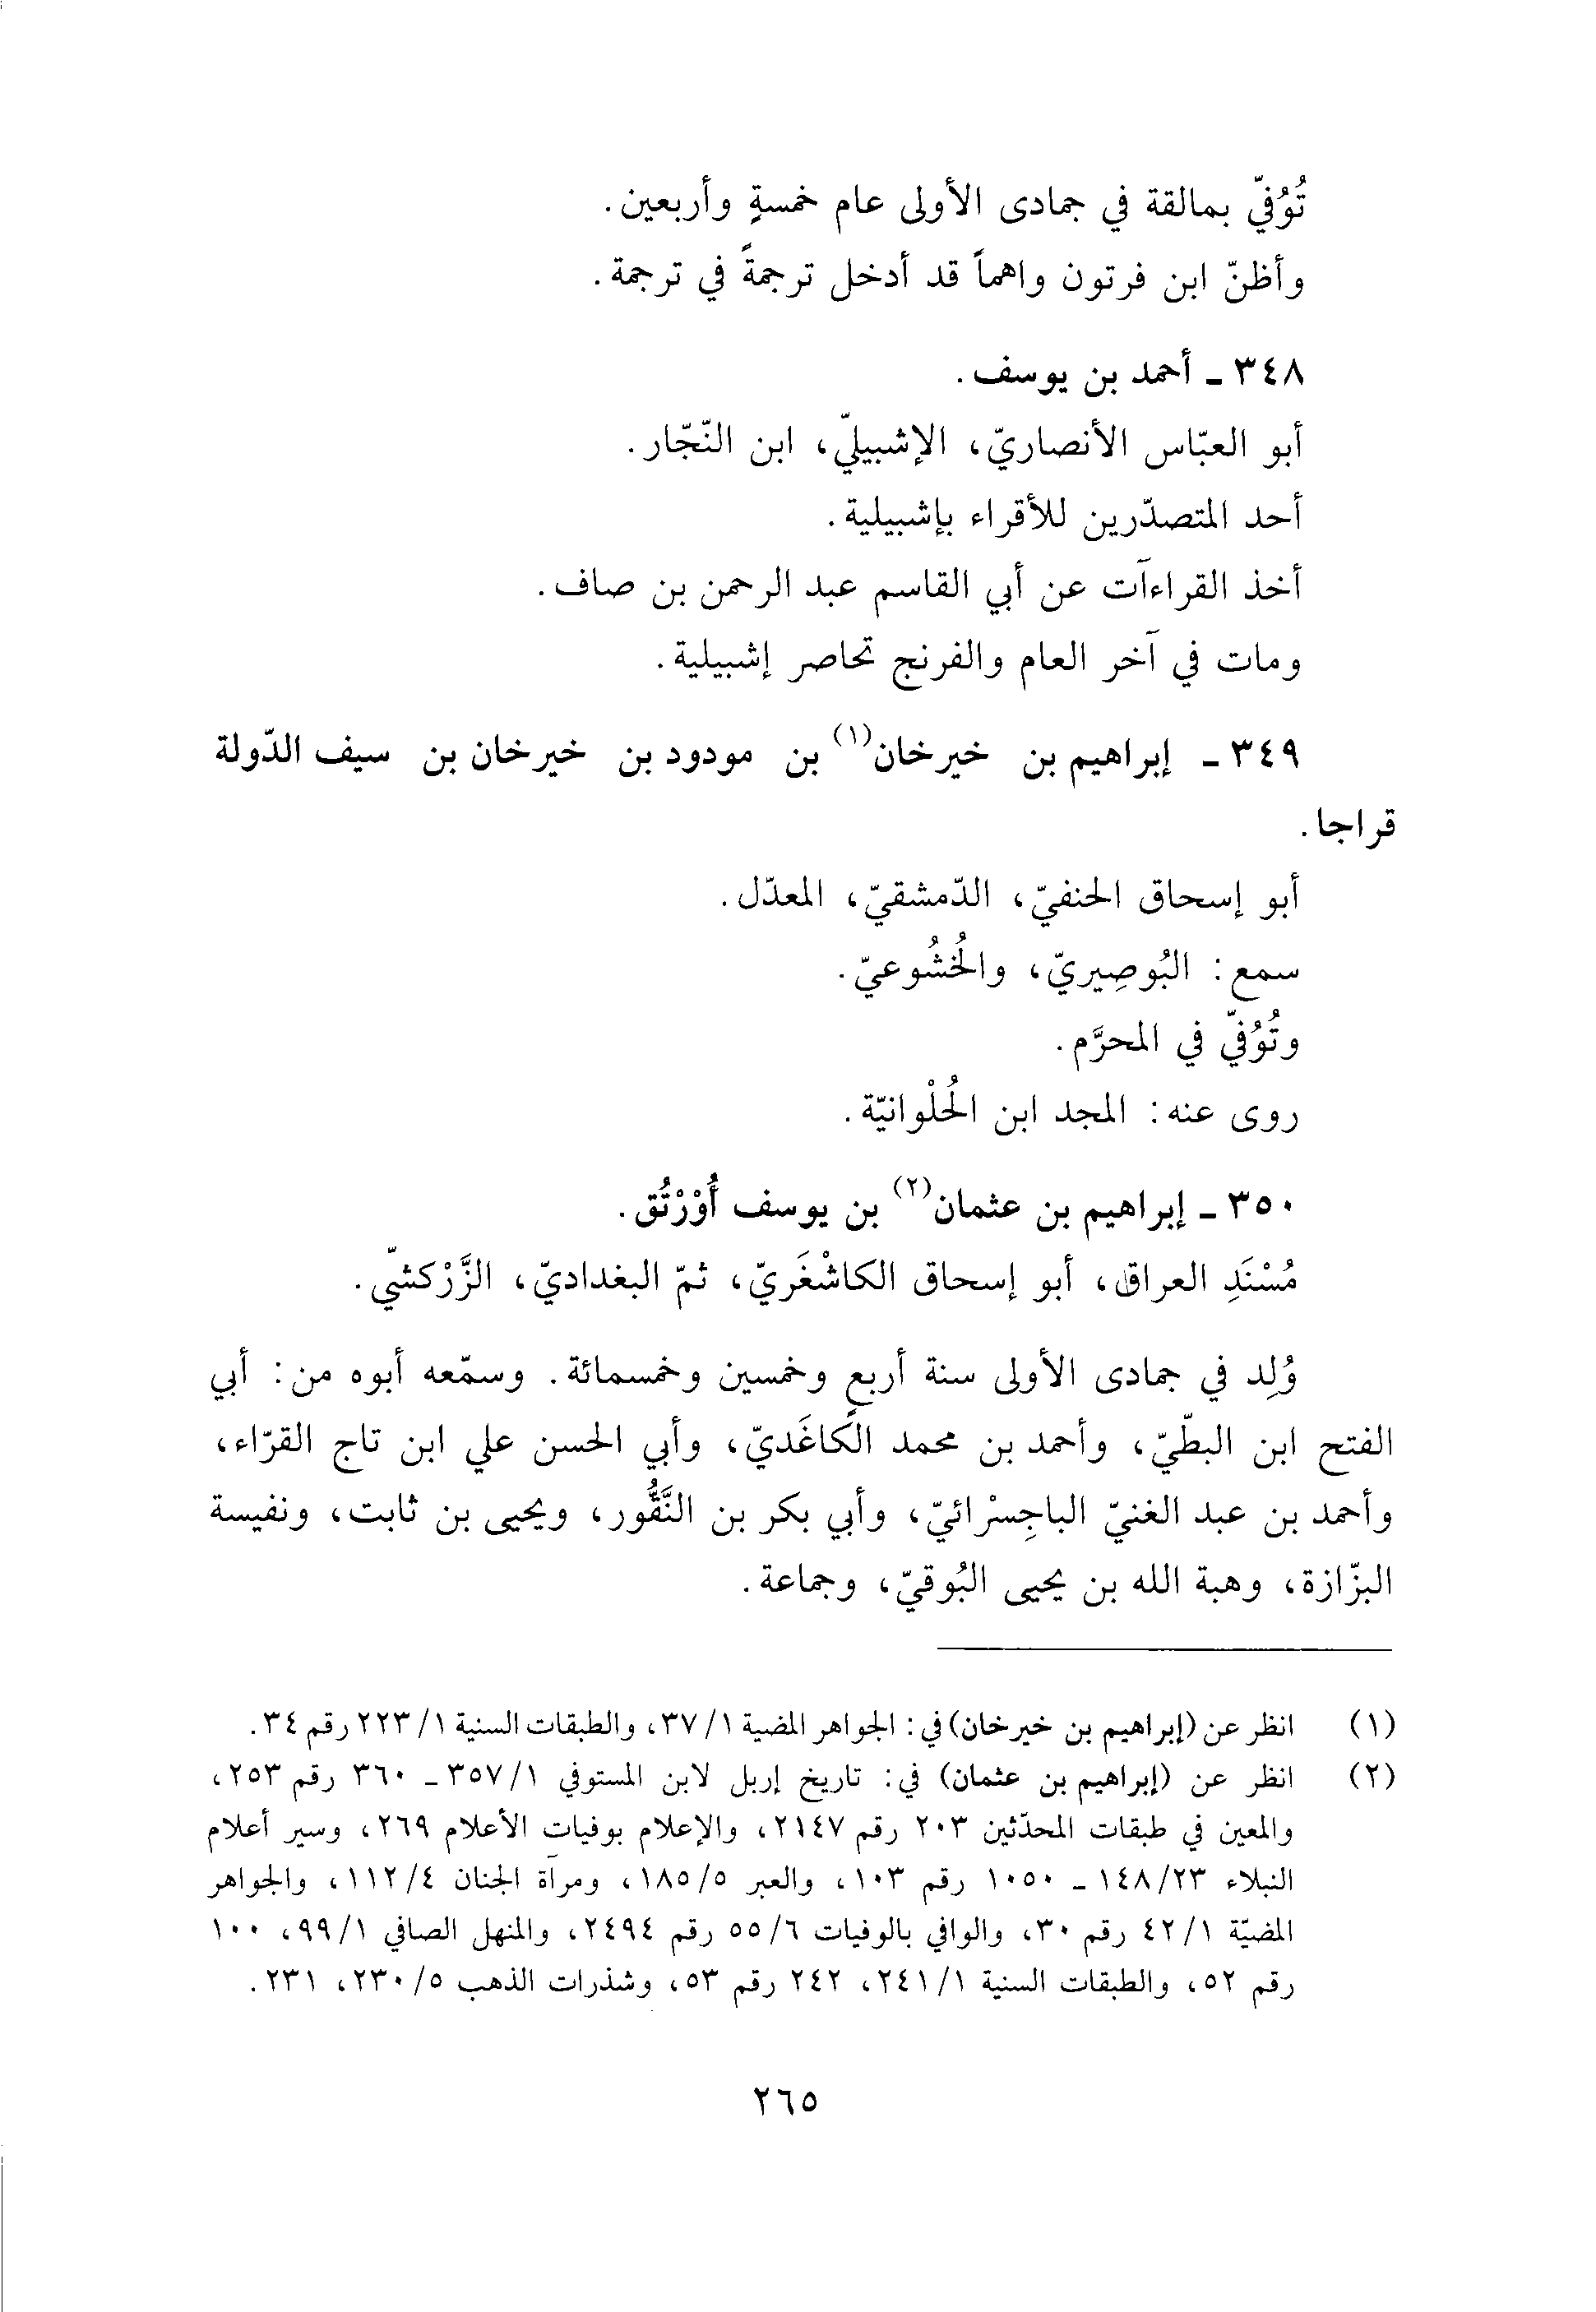 تُوُفّي بمالقة في جمادى الأولى عام خمسةٍ وأربعين.
وأظنّ ابن فرتون واهماً قد أدخل ترجمةً في ترجمة.
٣٤٨ ـ أحمد بن يوسف.
أبو العبّاس الأنصاريّ، الإشبيليّ، ابن النّجّار.
أحد المتصدّرين للأقراء بإشبيلية.
أخذ القراءآت عن أبي القاسم عبد الرحمن بن صاف.
ومات في آخر العام والفرنج تحاصر إشبيلية.
٣٤٩ ـ إبراهيم بن خيرخان(١) بن مودود بن خيرخان بن سيف الدّولة
قراجا.
أبو إسحاق الحنفيّ، الدّمشقيّ، المعدّل.
سمع: البُوصِيريّ، والخُشُوعيّ.
وتُوُفّي في المحرَّم.
روى عنه: المجد ابن الحُلْوانيّة.
٣٥٠ ـ إبراهيم بن عثمان(٢) بن يوسف أُوْرْتُق.
مُسْنَدِ العراق، أبو إسحاق الكاشْغَريّ، ثمّ البغداديّ، الزَّرْكشّي.
وُلِد في جمادى الأولى سنة أربعٍ وخمسين وخمسمائة. وسمّعه أبوه من: أبي
الفتح ابن البطّيّ، وأحمد بن محمد الكاغَديّ، وأبي الحسن علي ابن تاج القرّاء،
وأحمد بن عبد الغنيّ الباجِسْرائيّ، وأبي بكر بن النَّقُّور، ويحيى بن ثابت، ونفيسة
البزّازة، وهبة الله بن يحيى البُوقيّ، وجماعة.
(١) انظر عن (إبراهيم بن خيرخان) في: الجواهر المضية ١/ ٣٧، والطبقات السنية ١/ ٢٢٣ رقم ٣٤.
(٢) انظر عن (إبراهيم بن عثمان) في: تاريخ إربل لابن المستوفي ١/ ٣٥٧ ـ ٣٦٠ رقم ٢٥٣،
والمعين في طبقات المحدّثين ٢٠٣ رقم ٢١٤٧، والإعلام بوفيات الأعلام ٢٦٩، وسير أعلام
النبلاء ٢٣/ ١٤٨ ـ ١٠٥٠ رقم ١٠٣، والعبر ٥/ ١٨٥، ومرآة الجنان ٤/ ١١٢، والجواهر
المضيّة ١/ ٤٢ رقم ٣٠، والوافي بالوفيات ٦/ ٥٥ رقم ٢٤٩٤، والمنهل الصافي ١/ ٩٩، ١٠٠
رقم ٥٢، والطبقات السنية ١/ ٢٤١، ٢٤٢ رقم ٥٣، وشذرات الذهب ٥/ ٢٣٠، ٢٣١.
٢٦٥